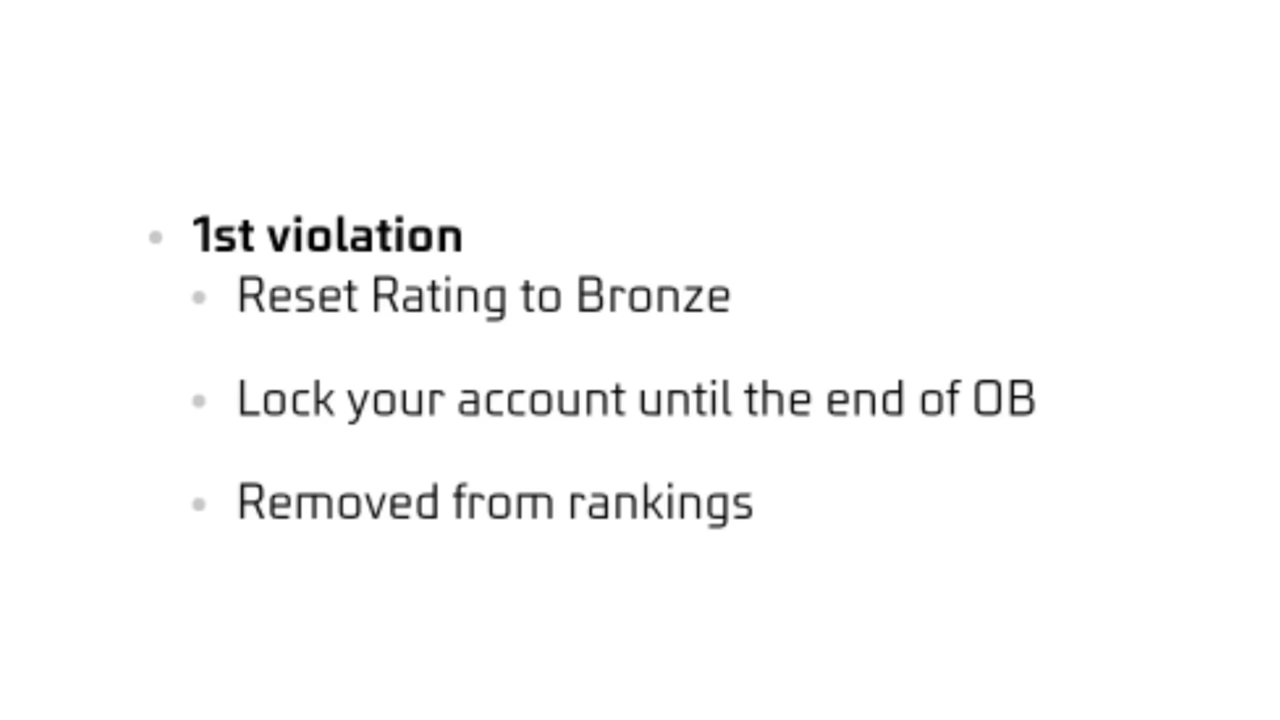 1st violation
Reset Rating to Bronze
Lock your account until the end of OB
Removed from rankings